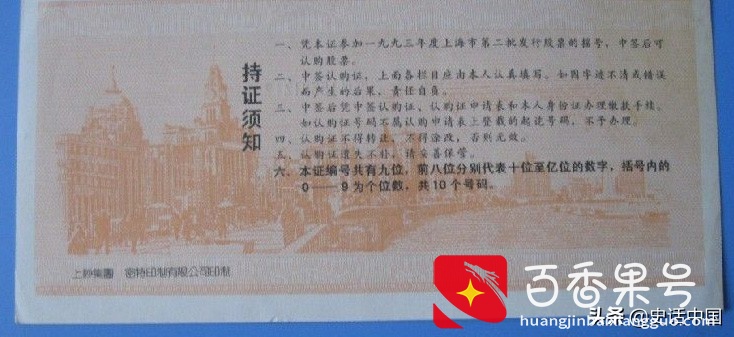 持证须知
一、凭本证参加一九九三年度上海市第二批发行股票的摇号，中签后可
认购股票。
二、中签认购证，上面各栏目应由本人认真填写。如因字迹不清或错误
而产生的后果，责任自负。
三、中签后凭中签认购证、认购证申请表和本人身份证办理缴款手续。
如认购证号码不属认购申请表上登载的起讫号码，不予办理。
四、认购证不得转让，不得涂改，否则无效。
五、认购证遗失不补，请妥善保管。
六、本证编号共有九位，前八位分别代表十位至亿位的数字，括号内的
0——9为个位数，共10个号码。
上钞集团 密特印制有限公司印制
百香果号
头条@史话中国
huangjinbaixiangguo.com